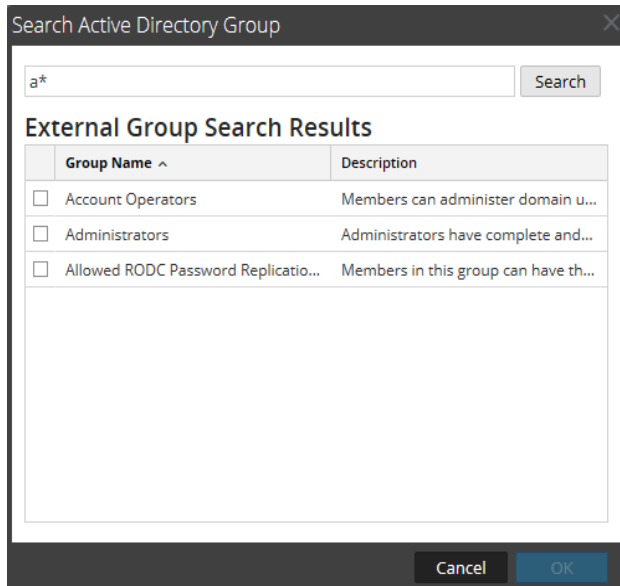 Search Active Directory Group
a* Search
External Group Search Results
Group Name Description
Account Operators Members can administer domain u...
Administrators Administrators have complete and...
Allowed RODC Password Replicatio... Members in this group can have th...
Cancel OK